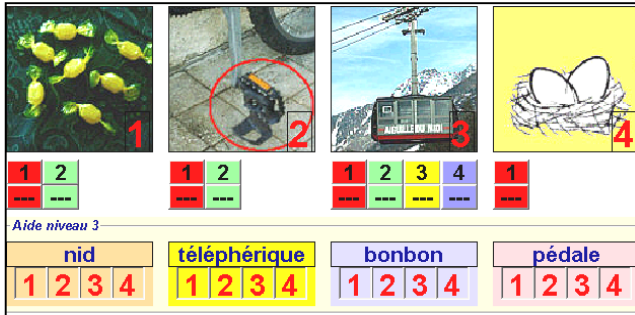 1
2
AIGUILLE DU MIDI
3
4
1 2
--- ---
1 2
--- ---
1 2 3 4
--- --- --- ---
1
---
Aide niveau 3
nid
1 2 3 4
téléphérique
1 2 3 4
bonbon
1 2 3 4
pédale
1 2 3 4